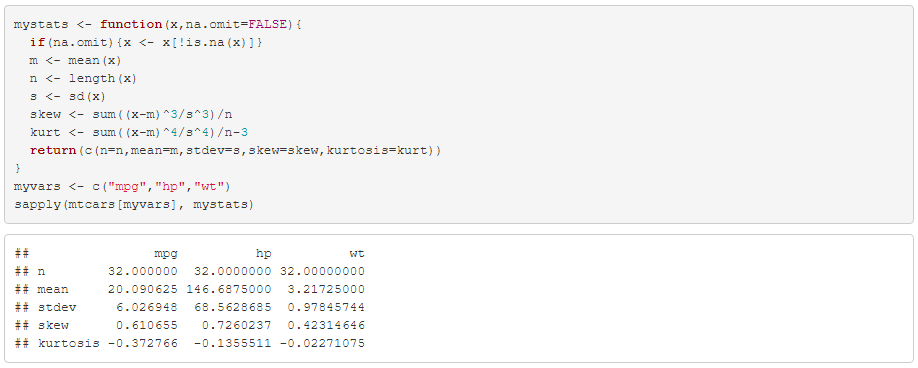 mystats <- function(x,na.omit=FALSE){
  if(na.omit){x <- x[!is.na(x)]}
  m <- mean(x)
  n <- length(x)
  s <- sd(x)
  skew <- sum((x-m)^3/s^3)/n
  kurt <- sum((x-m)^4/s^4)/n-3
  return(c(n=n,mean=m,stdev=s,skew=skew,kurtosis=kurt))
}
myvars <- c("mpg","hp","wt")
sapply(mtcars[myvars], mystats)
##                mpg          hp          wt
## n        32.000000  32.0000000 32.00000000
## mean     20.090625 146.6875000  3.21725000
## stdev     6.026948  68.5628685  0.97845744
## skew      0.610655   0.7260237  0.42314646
## kurtosis -0.372766  -0.1355511 -0.02271075